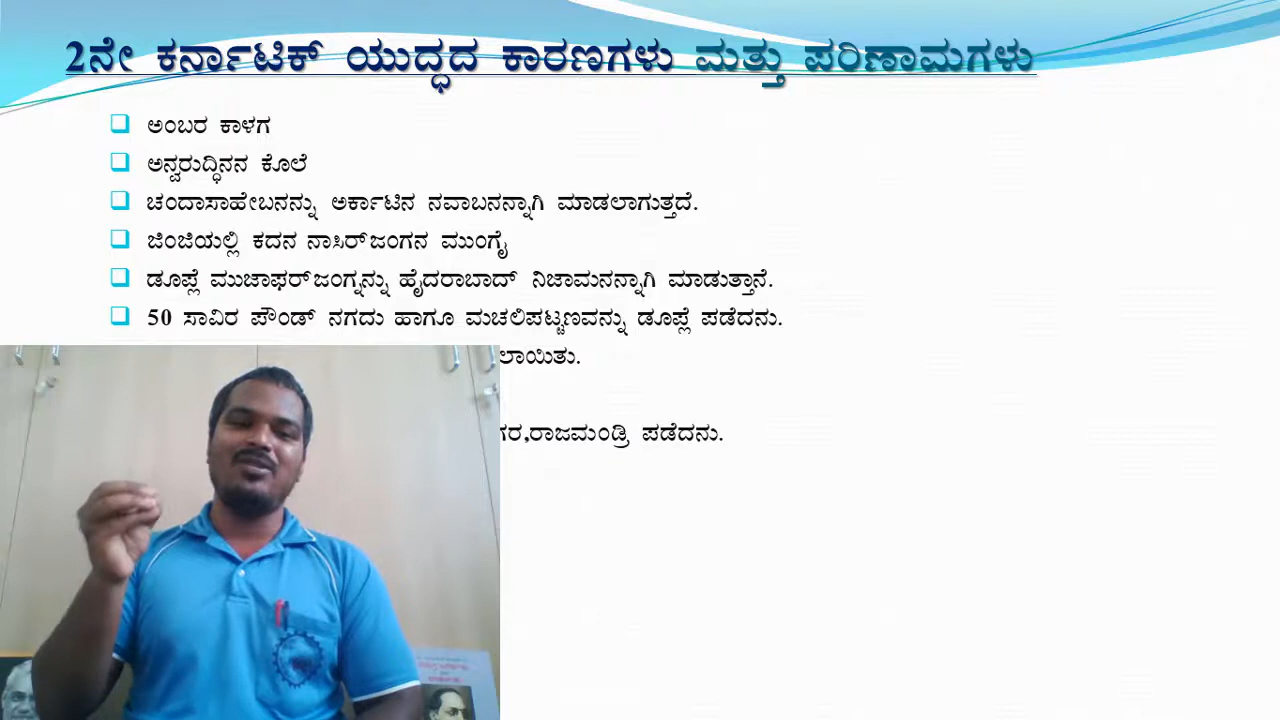 2ನೇ ಕರ್ನಾಟಿಕ್ ಯುದ್ಧದ ಕಾರಣಗಳು ಮತ್ತು ಪರಿಣಾಮಗಳು
ಅಂಬರ ಕಾಳಗ
ಅನ್ವರುದ್ಧಿನನ ಕೊಲೆ
ಚಂದಾಸಾಹೇಬನನ್ನು ಅರ್ಕಾಟಿನ ನವಾಬನನ್ನಾಗಿ ಮಾಡಲಾಗುತ್ತದೆ.
ಜಿಂಜಿಯಲ್ಲಿ ಕದನ ನಾಸಿರ್‌ಜಂಗನ ಮುಂಗೈ
ಡೂಪ್ಲೆ ಮುಜಾಫರ್‌ಜಂಗ್ನನ್ನು ಹೈದರಾಬಾದ್ ನಿಜಾಮನನ್ನಾಗಿ ಮಾಡುತ್ತಾನೆ.
50 ಸಾವಿರ ಪೌಂಡ್ ನಗದು ಹಾಗೂ ಮಚಲಿಪಟ್ಟಣವನ್ನು ಡೂಪ್ಲೆ ಪಡೆದನು.
ಲಾಯಿತು.
ಗರ,ರಾಜಮಂಡ್ರಿ ಪಡೆದನು.